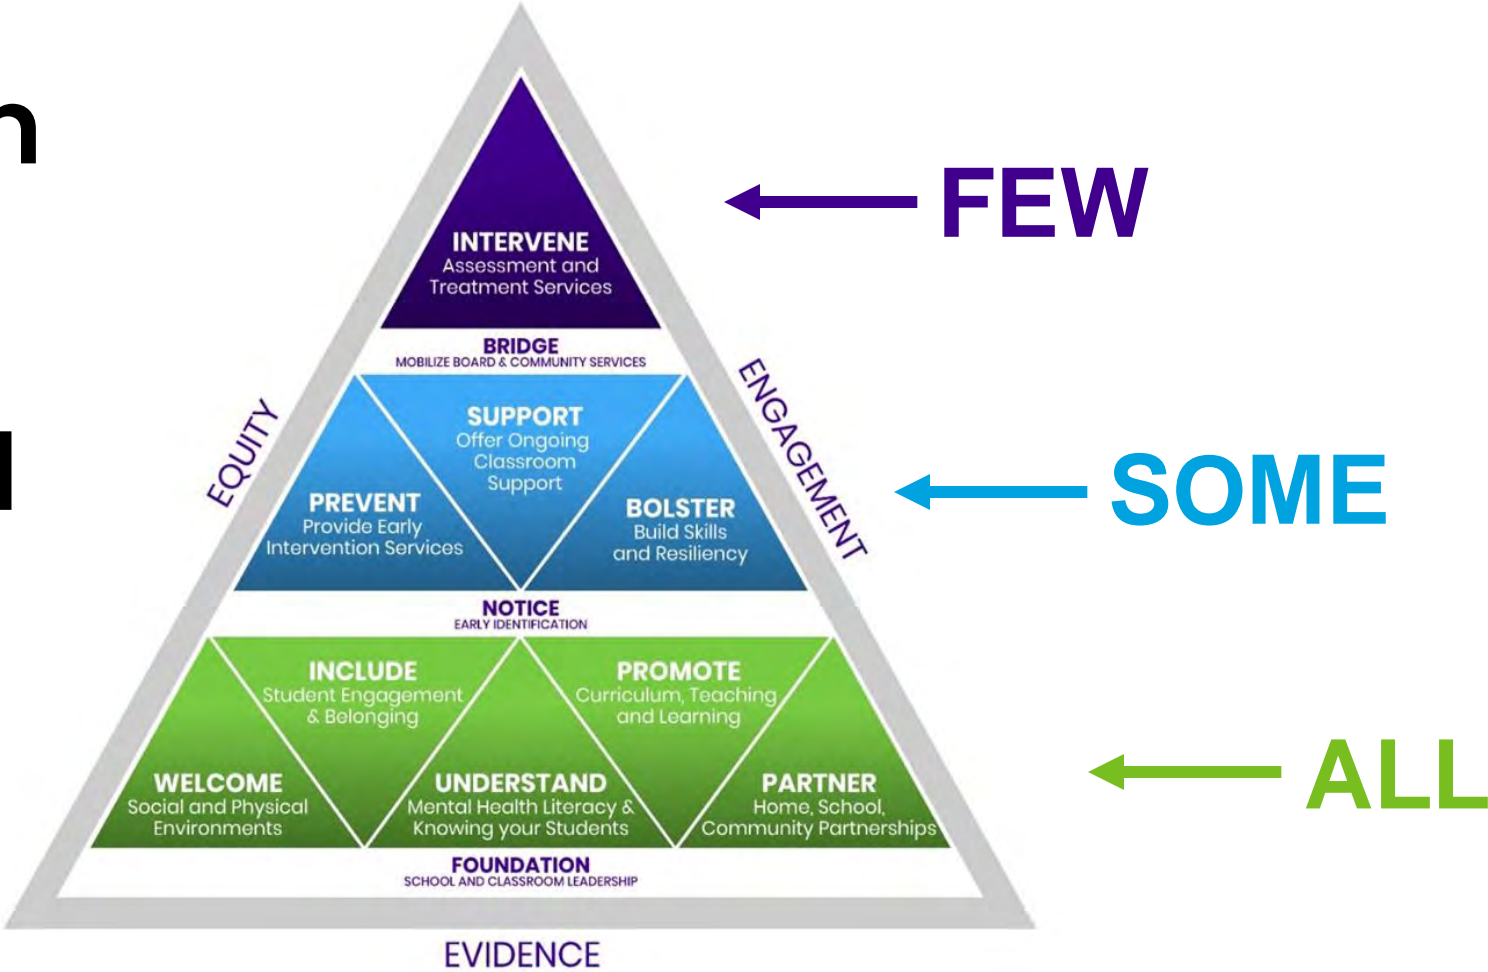 n
FEW
INTERVENE
Assessment and
Treatment Services
BRIDGE
MOBILIZE BOARD & COMMUNITY SERVICES
ENGAGEMENT
EQUITY
SUPPORT
Offer Ongoing
Classroom
Support
PREVENT
Provide Early
Intervention Services
BOLSTER
Build Skills
and Resiliency
SOME
NOTICE
EARLY IDENTIFICATION
INCLUDE
Student Engagement
& Belonging
PROMOTE
Curriculum, Teaching
and Learning
WELCOME
Social and Physical
Environments
UNDERSTAND
Mental Health Literacy &
Knowing your Students
PARTNER
Home, School,
Community Partnerships
ALL
FOUNDATION
SCHOOL AND CLASSROOM LEADERSHIP
EVIDENCE